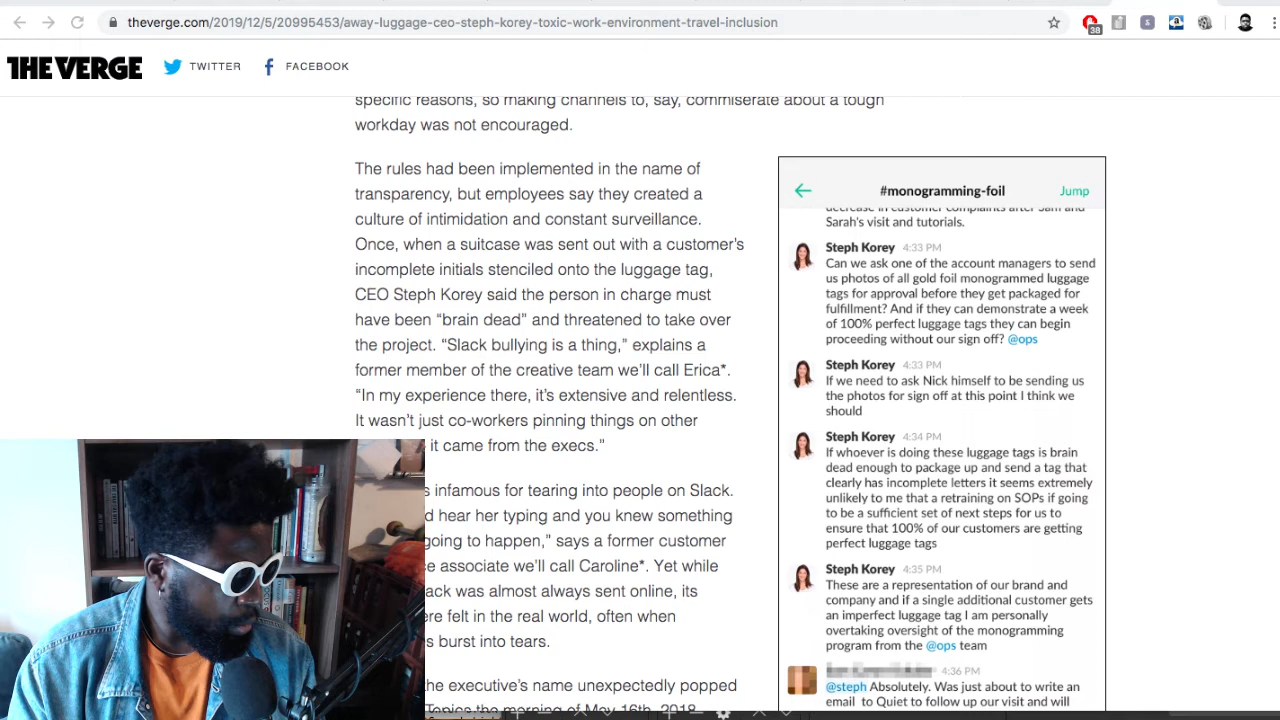 theverge.com/2019/12/5/20995453/away-luggage-ceo-steph-korey-toxic-work-environment-travel-inclusion
38
THE VERGE
TWITTER
FACEBOOK
specific reasons, so making channels to, say, commiserate about a tough
workday was not encouraged.
The rules had been implemented in the name of
transparency, but employees say they created a
culture of intimidation and constant surveillance.
Once, when a suitcase was sent out with a customer's
incomplete initials stenciled onto the luggage tag,
CEO Steph Korey said the person in charge must
have been “brain dead” and threatened to take over
the project. “Slack bullying is a thing,” explains a
former member of the creative team we'll call Erica*.
“In my experience there, it's extensive and relentless.
It wasn't just co-workers pinning things on other
it came from the execs.”
s infamous for tearing into people on Slack.
d hear her typing and you knew something
going to happen,” says a former customer
e associate we'll call Caroline*. Yet while
ack was almost always sent online, its
re felt in the real world, often when
s burst into tears.
the executive's name unexpectedly popped
Topics the morning of May 16th, 2018
#monogramming-foil
Jump
decrease in customer complaints after Sam and
Sarah's visit and tutorials.
Steph Korey 4:33 PM
Can we ask one of the account managers to send
us photos of all gold foil monogrammed luggage
tags for approval before they get packaged for
fulfillment? And if they can demonstrate a week
of 100% perfect luggage tags they can begin
proceeding without our sign off? @ops
Steph Korey 4:33 PM
If we need to ask Nick himself to be sending us
the photos for sign off at this point I think we
should
Steph Korey 4:34 PM
If whoever is doing these luggage tags is brain
dead enough to package up and send a tag that
clearly has incomplete letters it seems extremely
unlikely to me that a retraining on SOPs if going
to be a sufficient set of next steps for us to
ensure that 100% of our customers are getting
perfect luggage tags
Steph Korey 4:35 PM
These are a representation of our brand and
company and if a single additional customer gets
an imperfect luggage tag I am personally
overtaking oversight of the monogramming
program from the @ops team
4:36 PM
@steph Absolutely. Was just about to write an
email to Quiet to follow up our visit and will